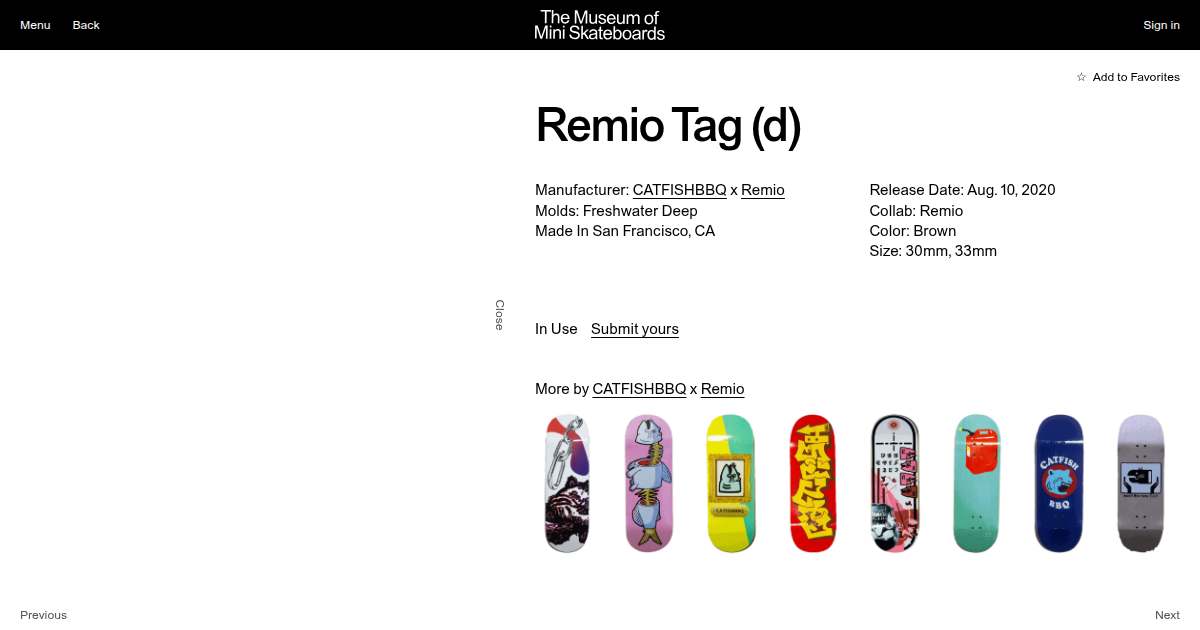 Menu Back
The Museum of
Mini Skateboards
Sign in
☆ Add to Favorites
Remio Tag (d)
Manufacturer: CATFISHBBQ x Remio
Molds: Freshwater Deep
Made In San Francisco, CA
Release Date: Aug. 10, 2020
Collab: Remio
Color: Brown
Size: 30mm, 33mm
Close
In Use Submit yours
More by CATFISHBBQ x Remio
CATFISHBBQ
CATFISH
BBQ
Previous
Next